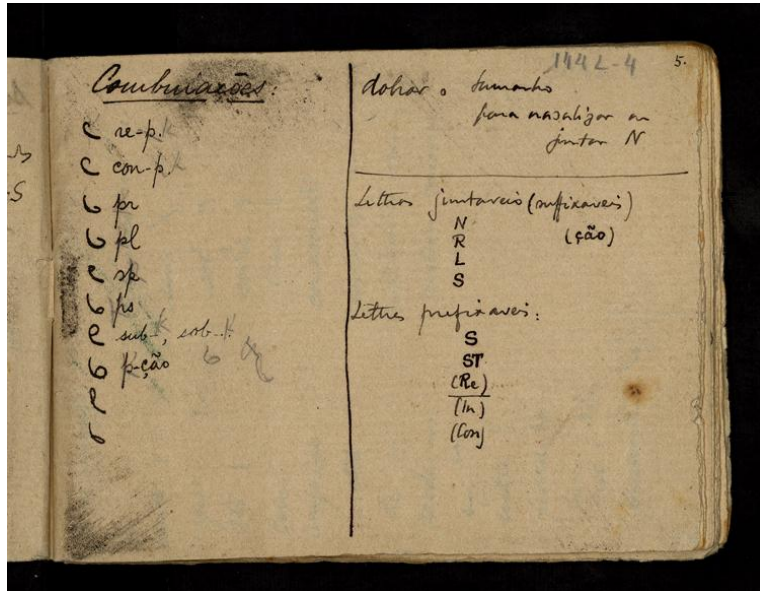 144L-4
5.
Combinações:
re-p.
con-p.
pr
pl
sp
ps
sub-, sob-
p-ção
dobrar o tamanho
para nasalizar ou
juntar N
Letras juntaveis (suffixaveis)
N (ção)
R
L
S
Letras prefixaveis:
S
ST
(Re)
(In)
(Con)